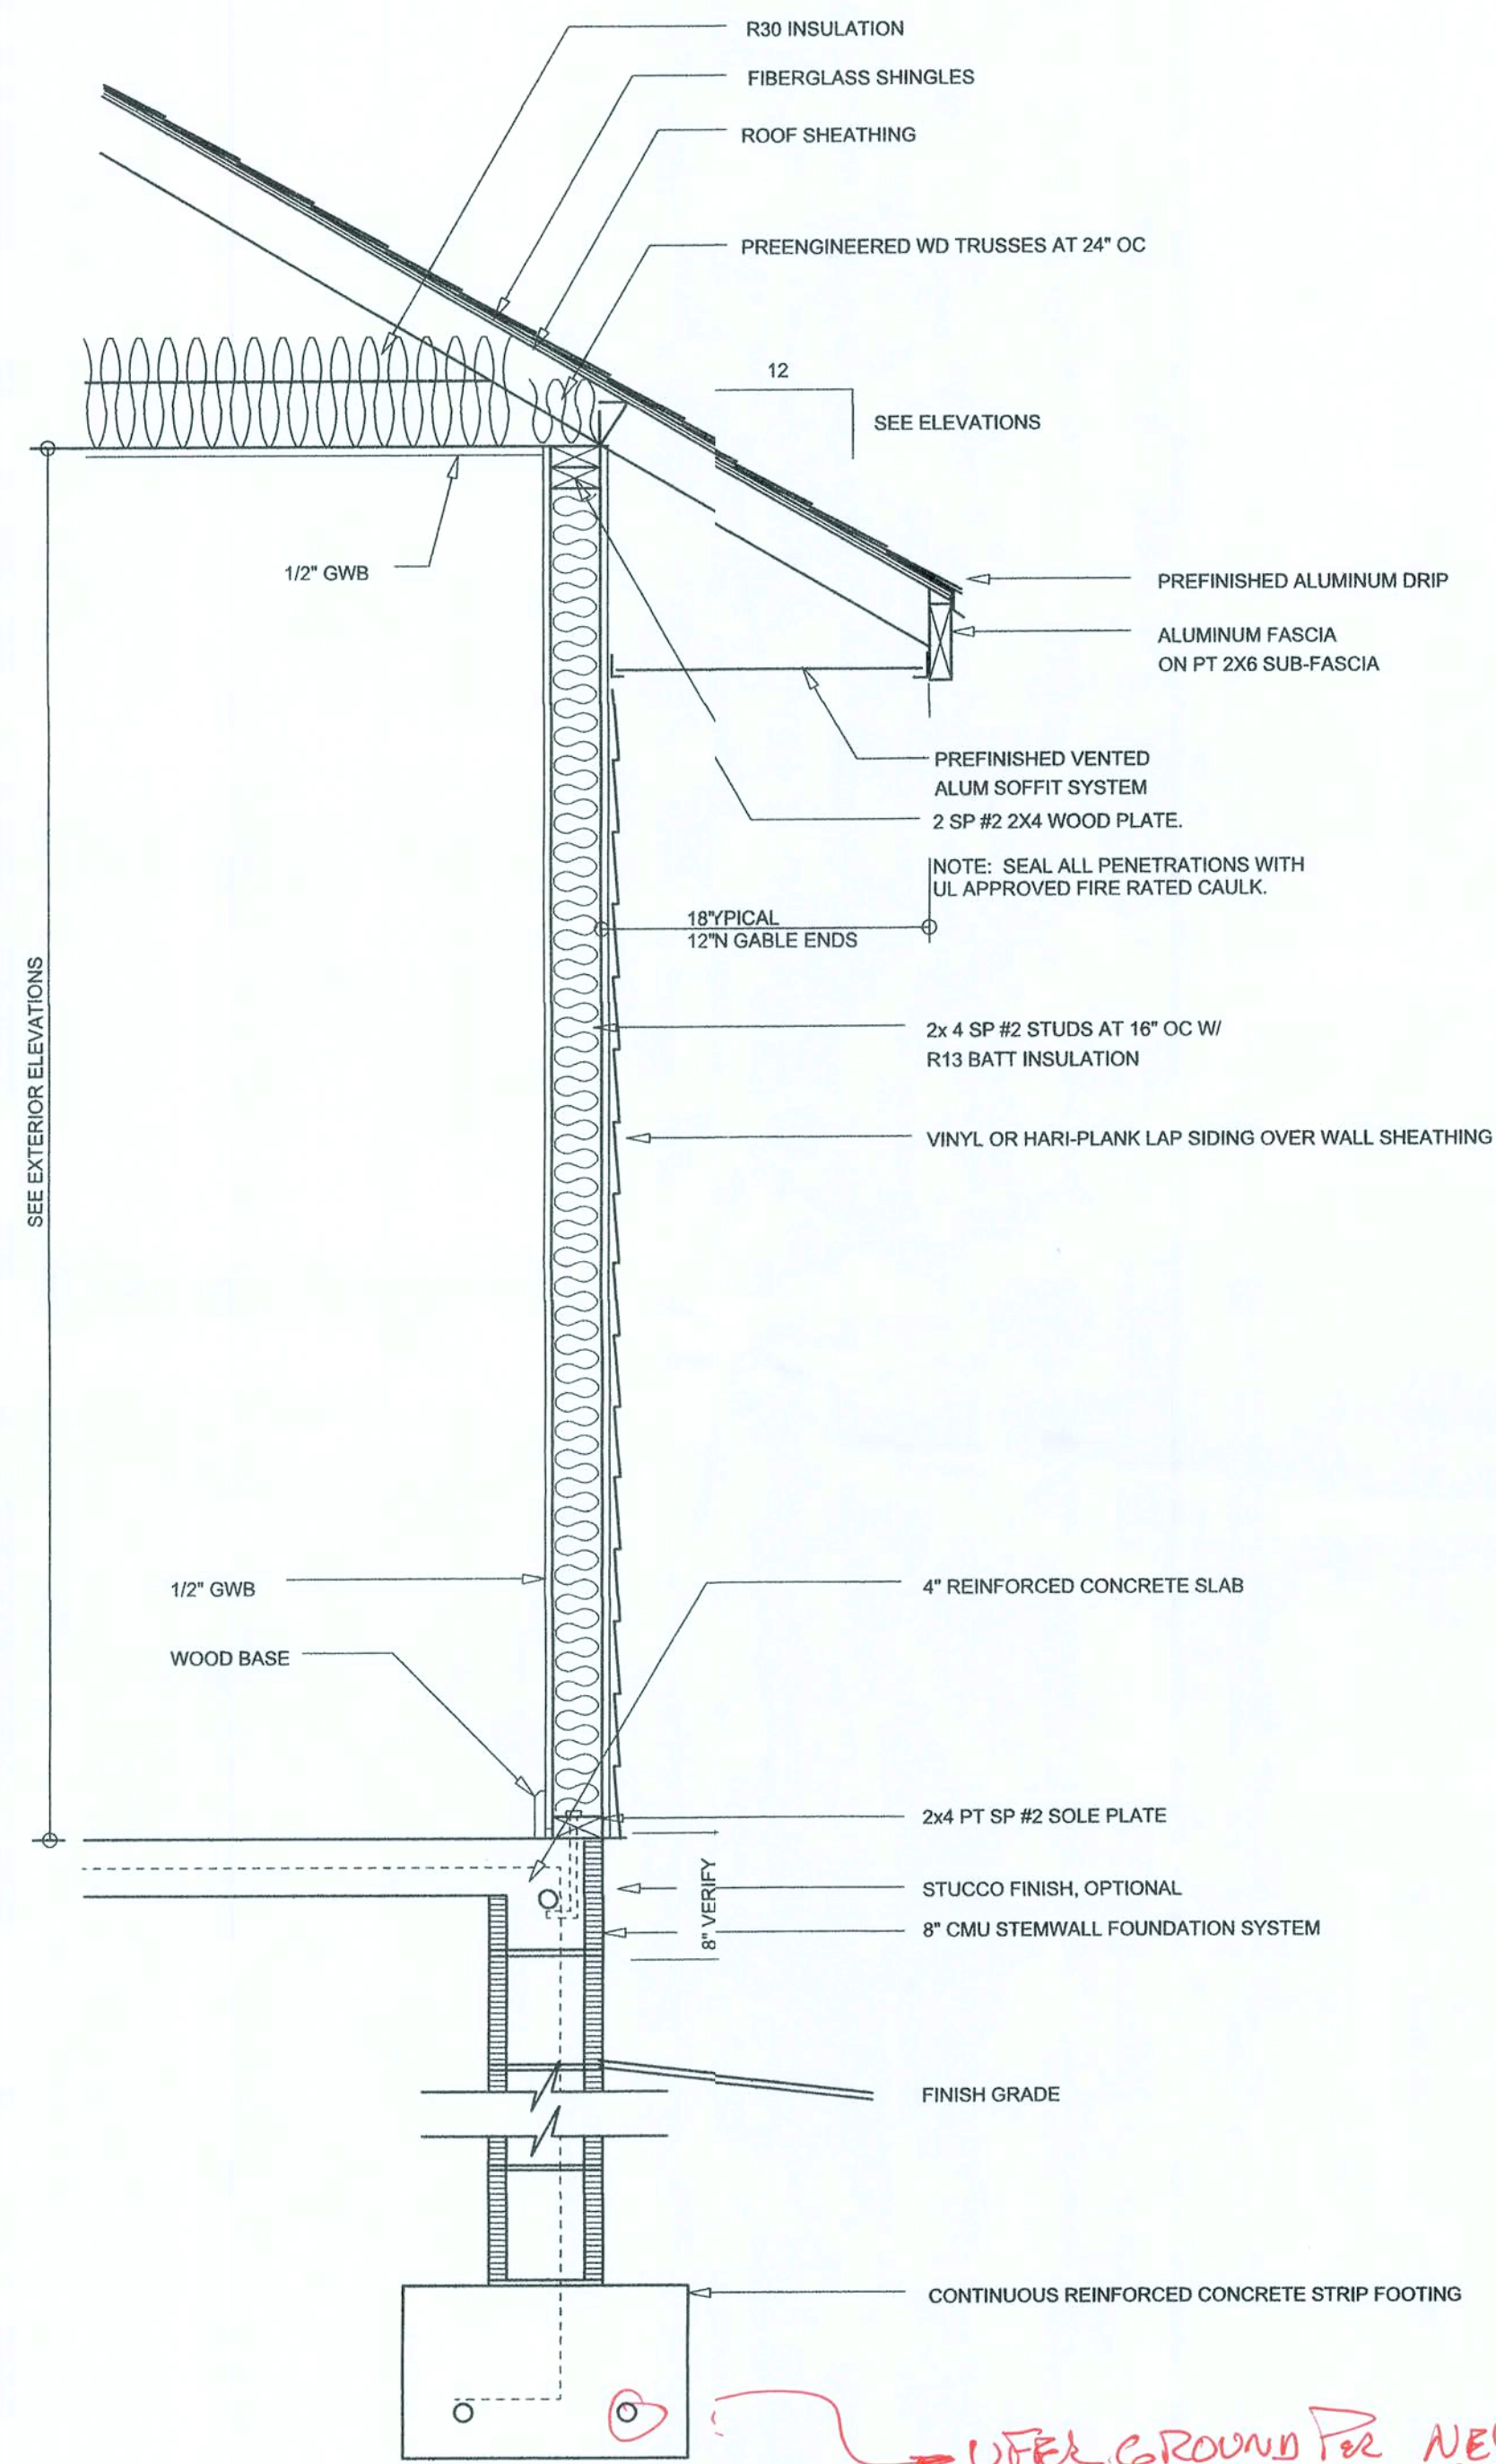 R30 INSULATION
FIBERGLASS SHINGLES
ROOF SHEATHING
PREENGINEERED WD TRUSSES AT 24" OC
12
SEE ELEVATIONS
1/2" GWB
PREFINISHED ALUMINUM DRIP
ALUMINUM FASCIA
ON PT 2X6 SUB-FASCIA
PREFINISHED VENTED
ALUM SOFFIT SYSTEM
2 SP #2 2X4 WOOD PLATE.
NOTE: SEAL ALL PENETRATIONS WITH
UL APPROVED FIRE RATED CAULK.
18"YPICAL
12"N GABLE ENDS
SEE EXTERIOR ELEVATIONS
2x 4 SP #2 STUDS AT 16" OC W/
R13 BATT INSULATION
VINYL OR HARI-PLANK LAP SIDING OVER WALL SHEATHING
1/2" GWB
4" REINFORCED CONCRETE SLAB
WOOD BASE
2x4 PT SP #2 SOLE PLATE
8" VERIFY
STUCCO FINISH, OPTIONAL
8" CMU STEMWALL FOUNDATION SYSTEM
FINISH GRADE
CONTINUOUS REINFORCED CONCRETE STRIP FOOTING
UFER GROUND PER